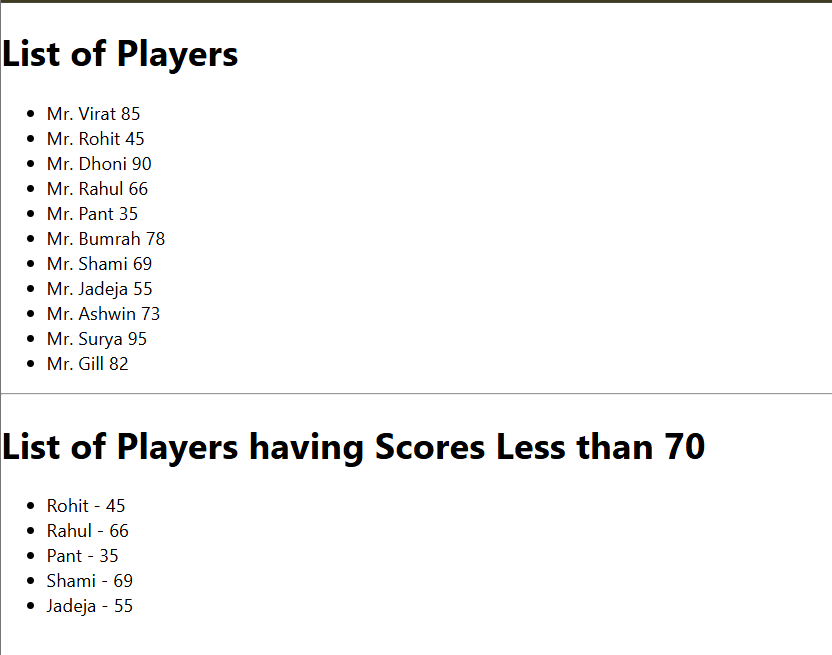 List of Players
Mr. Virat 85
Mr. Rohit 45
Mr. Dhoni 90
Mr. Rahul 66
Mr. Pant 35
Mr. Bumrah 78
Mr. Shami 69
Mr. Jadeja 55
Mr. Ashwin 73
Mr. Surya 95
Mr. Gill 82
List of Players having Scores Less than 70
Rohit - 45
Rahul - 66
Pant - 35
Shami - 69
Jadeja - 55